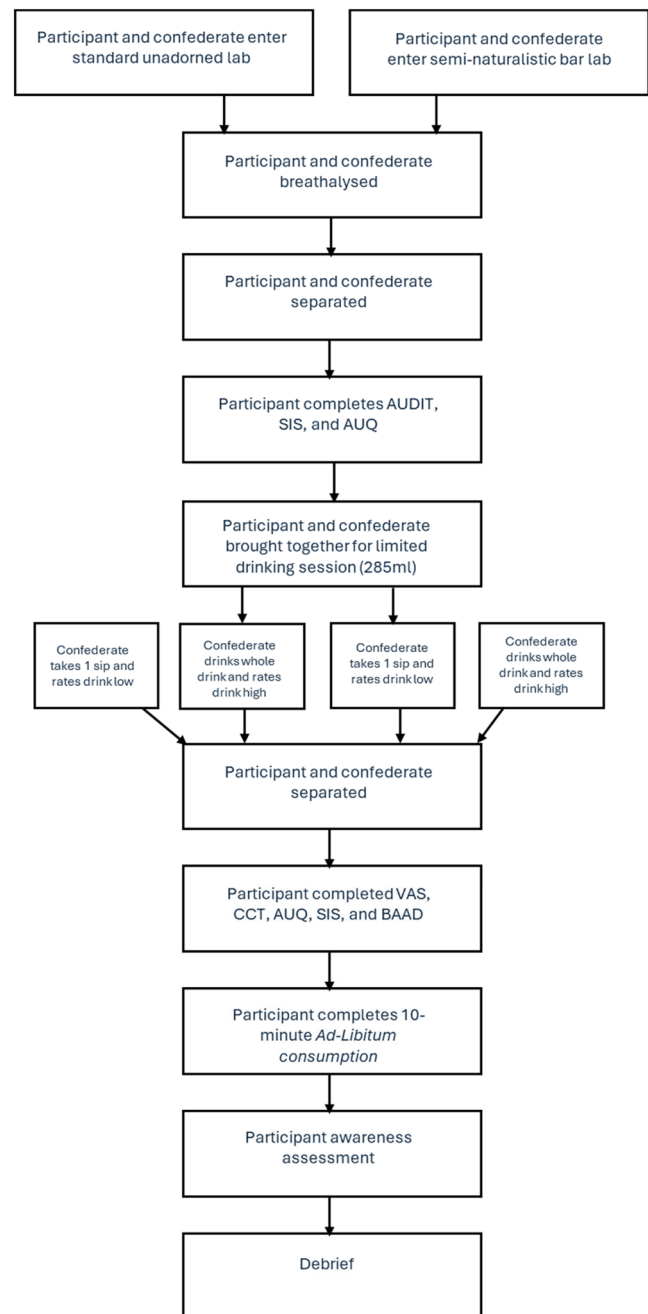 Participant and confederate enter
standard unadorned lab
Participant and confederate
enter semi-naturalistic bar lab
Participant and confederate
breathalysed
Participant and confederate
separated
Participant completes AUDIT,
SIS, and AUQ
Participant and confederate
brought together for limited
drinking session (285ml)
Confederate
takes 1 sip and
rates drink low
Confederate
drinks whole
drink and rates
drink high
Confederate
takes 1 sip and
rates drink low
Confederate
drinks whole
drink and rates
drink high
Participant and confederate
separated
Participant completed VAS,
CCT, AUQ, SIS, and BAAD
Participant completes 10-
minute Ad-Libitum
consumption
Participant awareness
assessment
Debrief